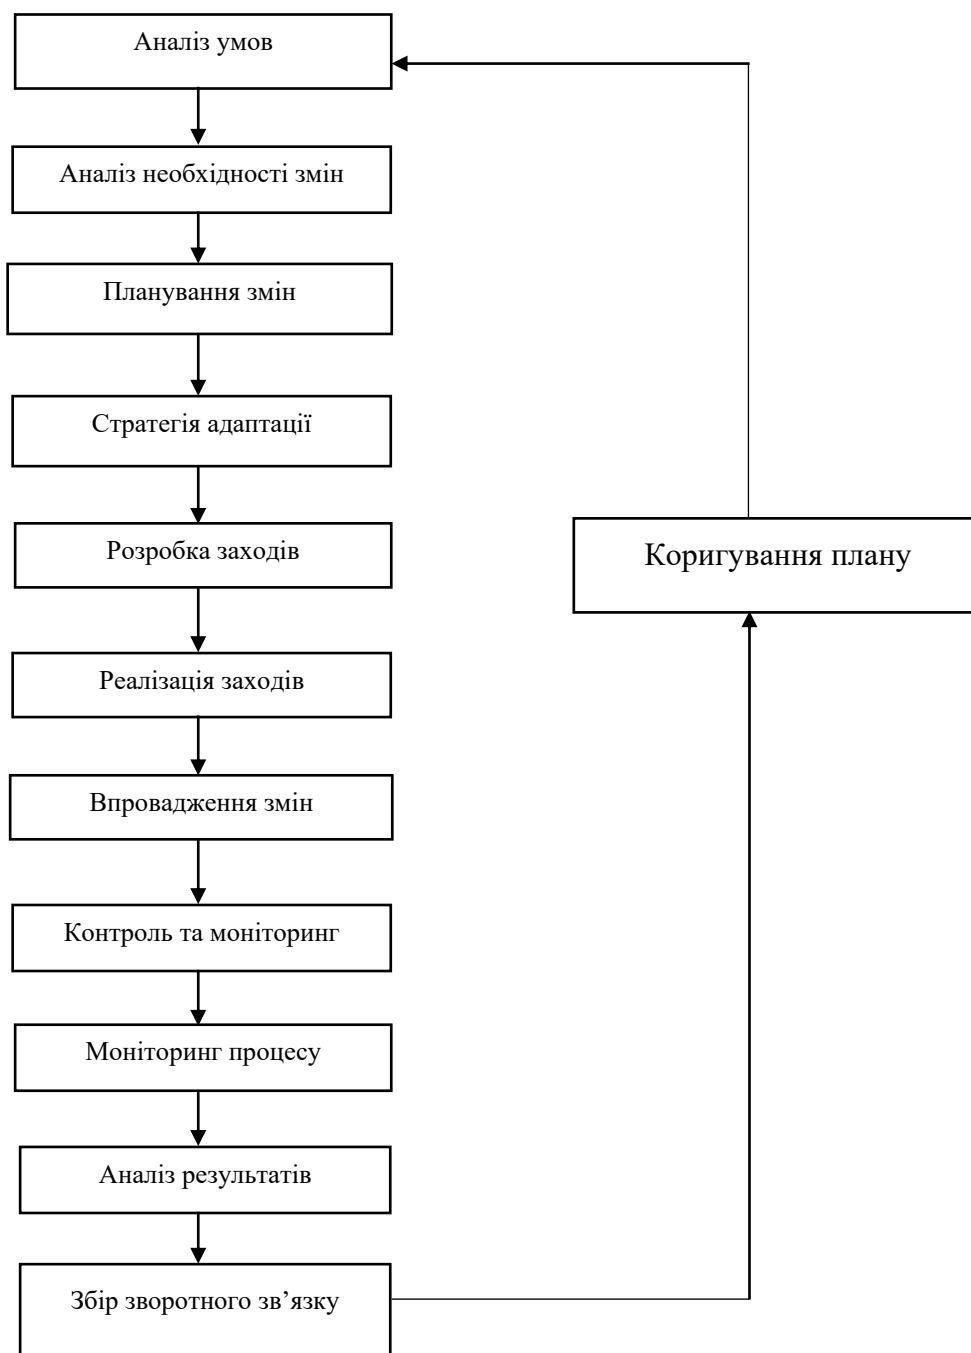 Аналіз умов
Аналіз необхідності змін
Планування змін
Стратегія адаптації
Розробка заходів
Коригування плану
Реалізація заходів
Впровадження змін
Контроль та моніторинг
Моніторинг процесу
Аналіз результатів
Збір зворотного зв’язку